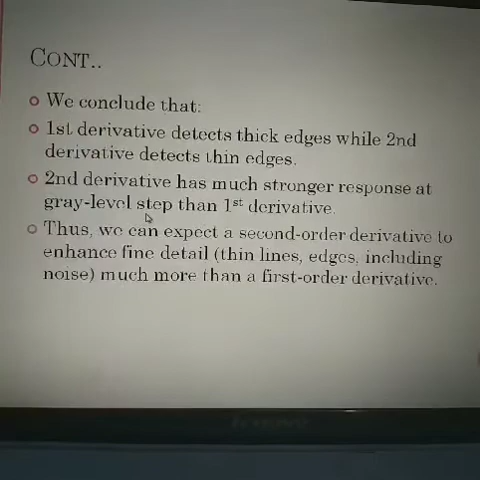 CONT..
We conclude that:
1st derivative detects thick edges while 2nd
derivative detects thin edges.
2nd derivative has much stronger response at
gray-level step than 1st derivative.
Thus, we can expect a second-order derivative to
enhance fine detail (thin lines, edges, including
noise) much more than a first-order derivative.